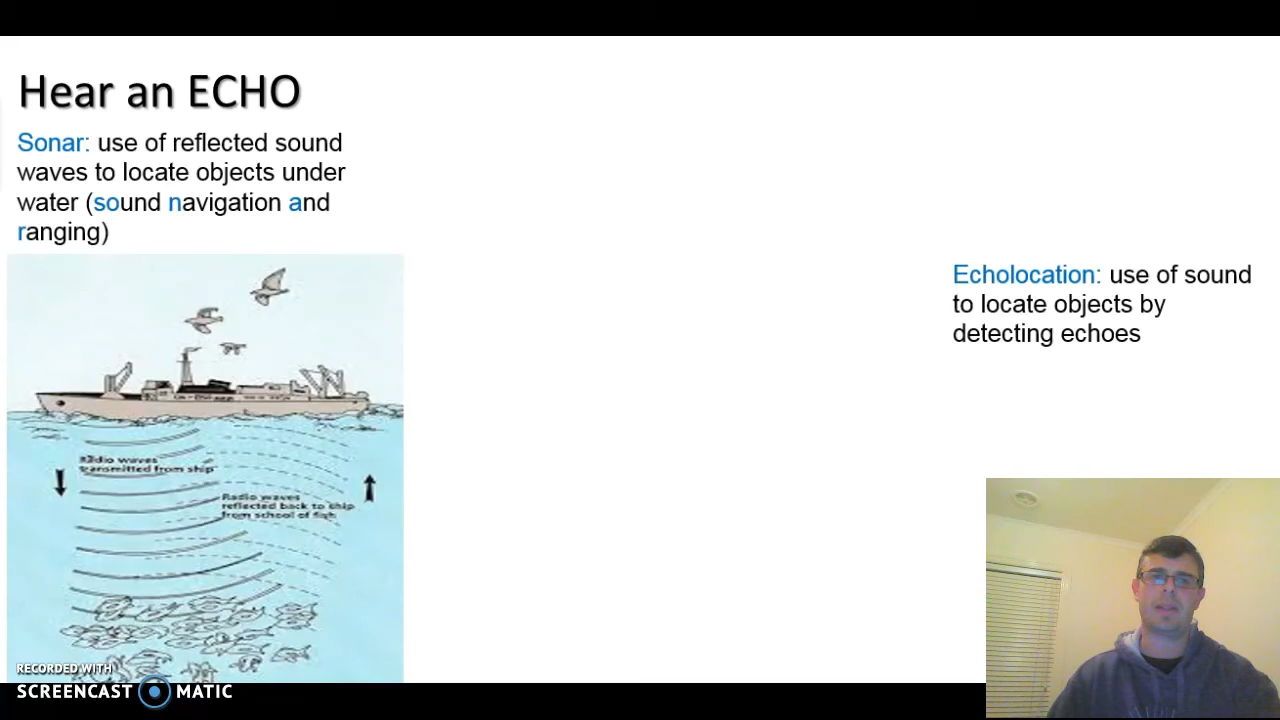 Hear an ECHO
Sonar: use of reflected sound
waves to locate objects under
water (sound navigation and
ranging)
Echolocation: use of sound
to locate objects by
detecting echoes
Radio waves
transmitted from ship
Radio waves
reflected back to ship
from school of fish
RECORDED WITH
SCREENCAST MATIC